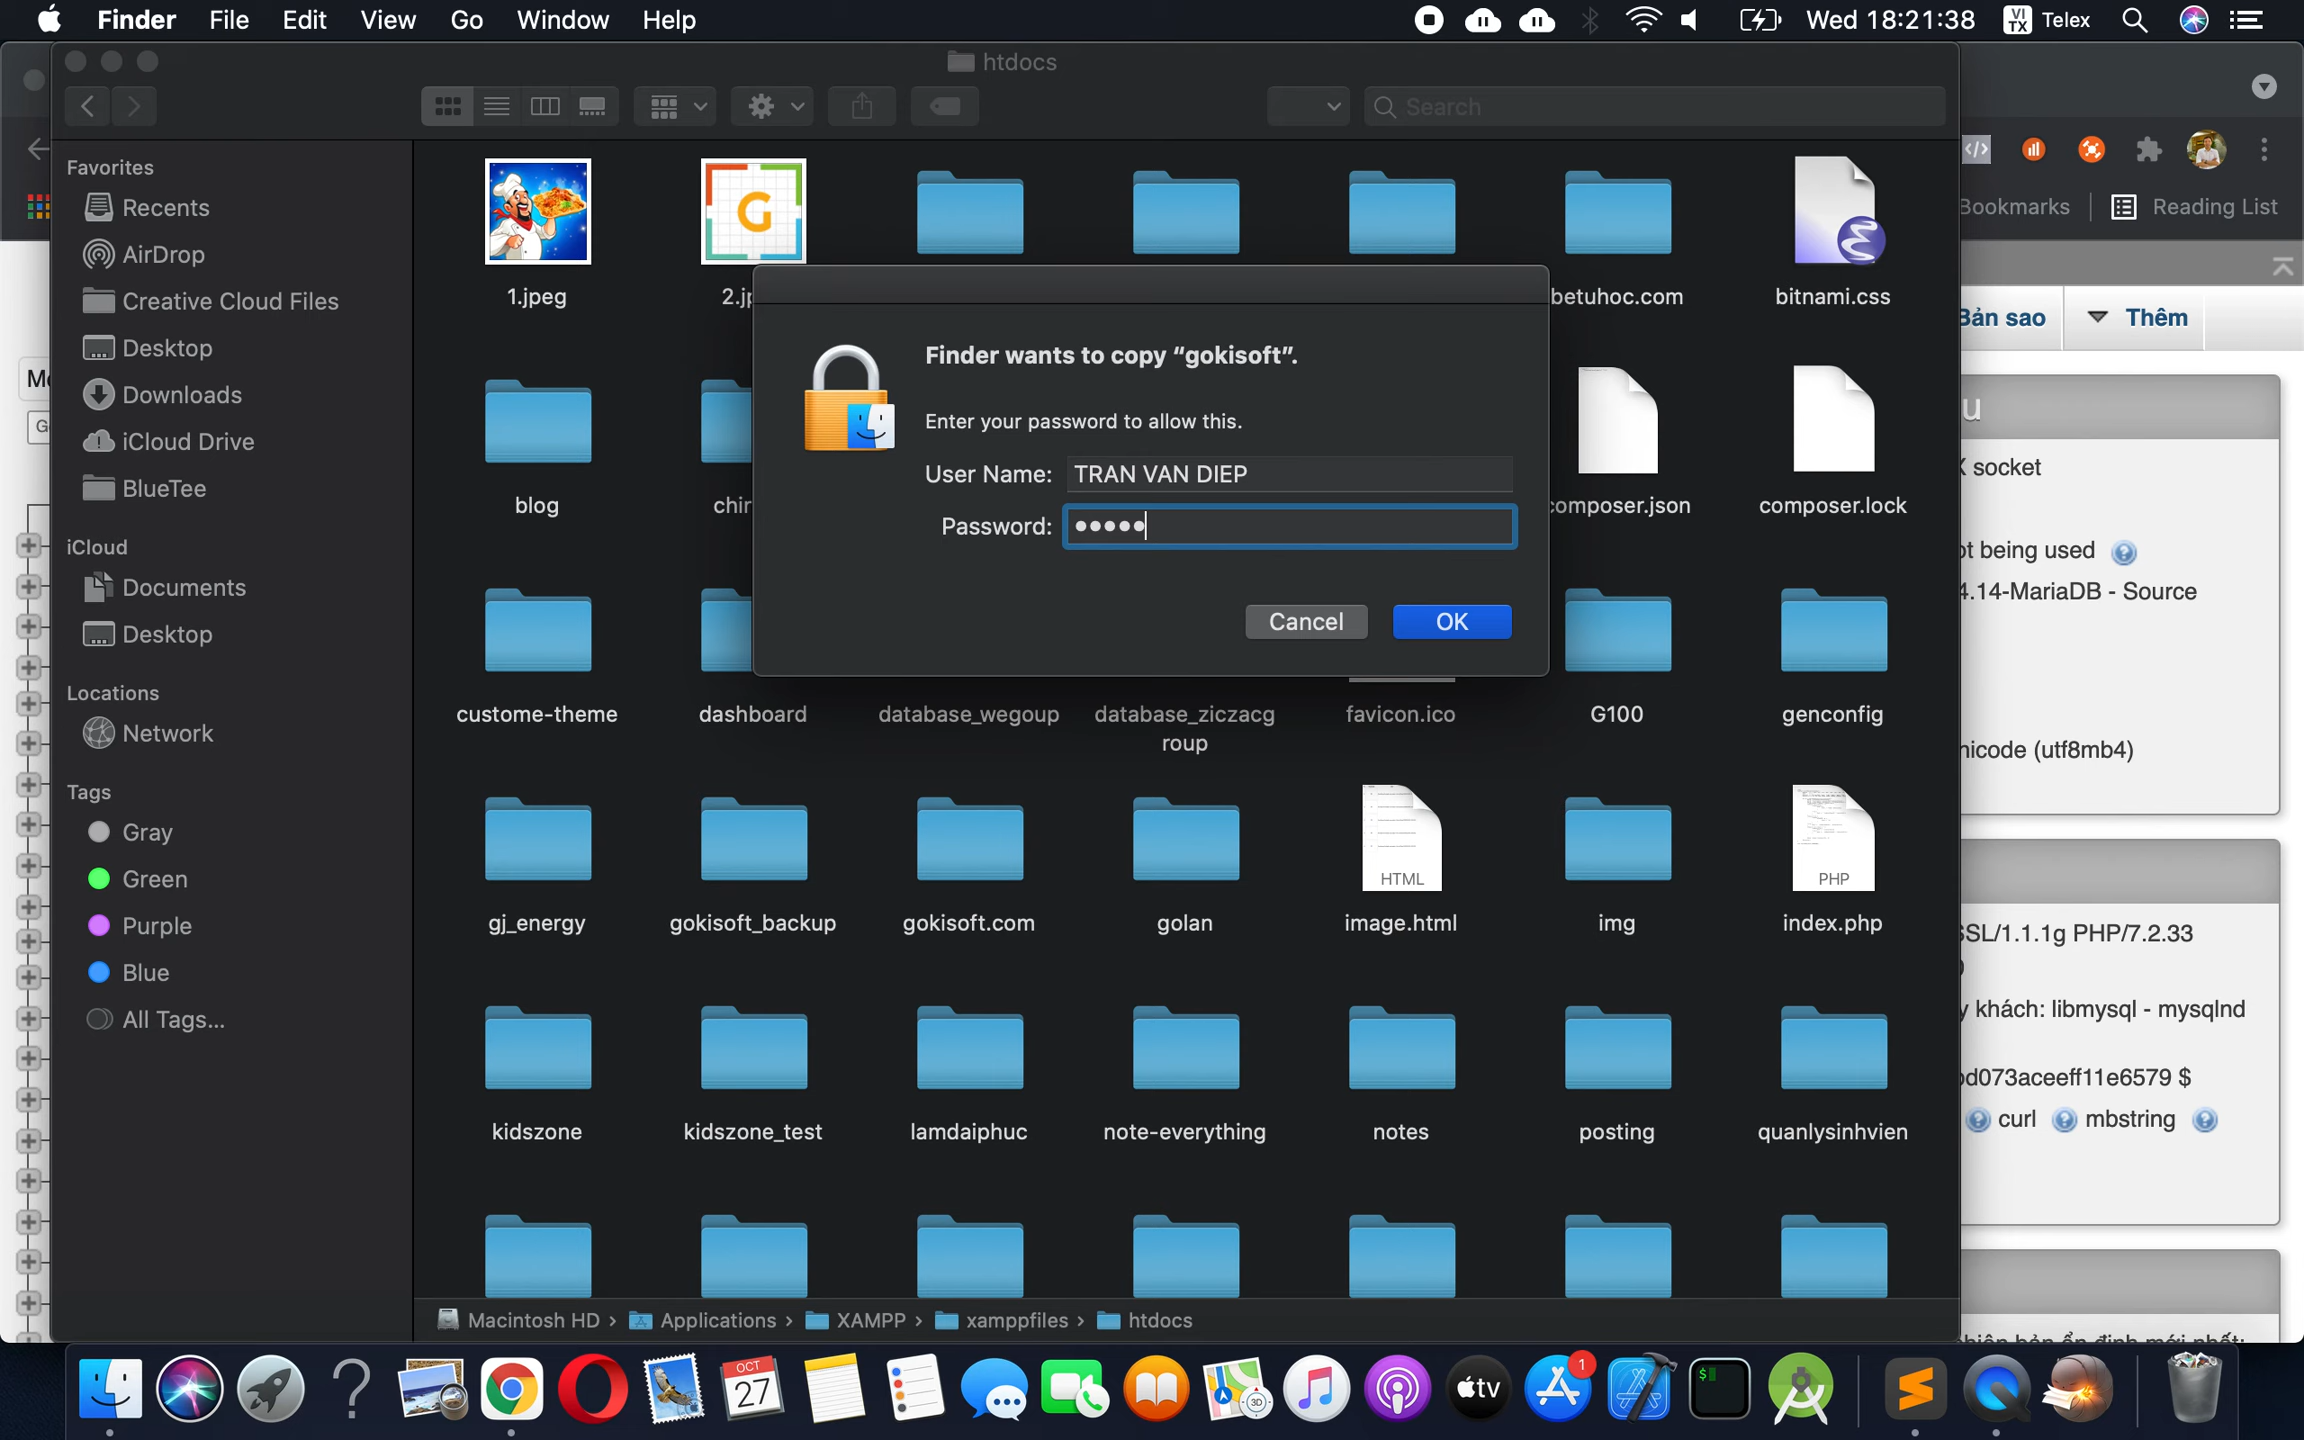 Finder File Edit View Go Window Help
Wed 18:21:38 VI TX Telex
htdocs
Search
Favorites
Recents
AirDrop
Creative Cloud Files
Desktop
Downloads
iCloud Drive
BlueTee
iCloud
Documents
Desktop
Locations
Network
Tags
Gray
Green
Purple
Blue
All Tags...
1.jpeg
betuhoc.com bitnami.css
blog composer.lock
custome-theme dashboard database_wegoup database_ziczacg
roup favicon.ico G100 genconfig
HTML PHP
gj_energy gokisoft_backup gokisoft.com golan image.html img index.php
kidszone kidszone_test lamdaiphuc note-everything notes posting quanlysinhvien
Finder wants to copy “gokisoft”.
Enter your password to allow this.
User Name: TRAN VAN DIEP
Password: •••••
Cancel OK
Macintosh HD › Applications › XAMPP › xamppfiles › htdocs
Bookmarks Reading List
Bản sao Thêm
socket
being used
4.14-MariaDB - Source
(utf8mb4)
SSL/1.1.1g PHP/7.2.33
khách: libmysql - mysqlnd
d073aceeff11e6579 $
curl mbstring
OCT
27
3D
tv
1
$